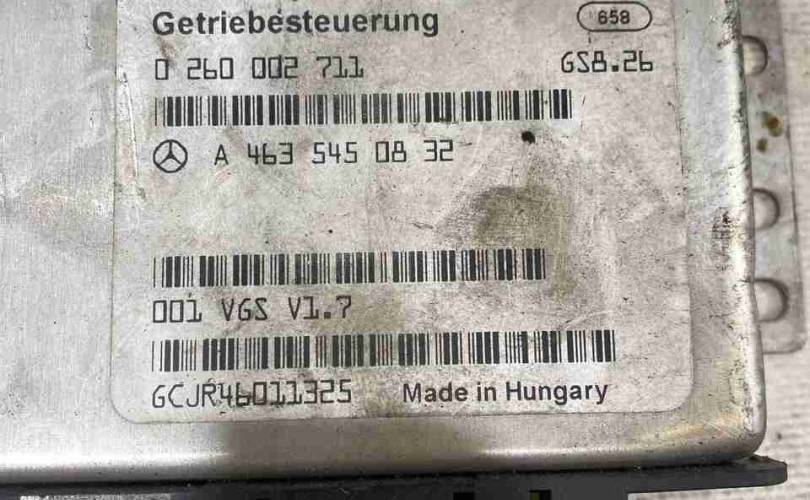 Getriebesteuerung 658
0 260 002 711 GS8.26
A 463 545 08 32
001 VGS V1.7
GCJR46011325 Made in Hungary